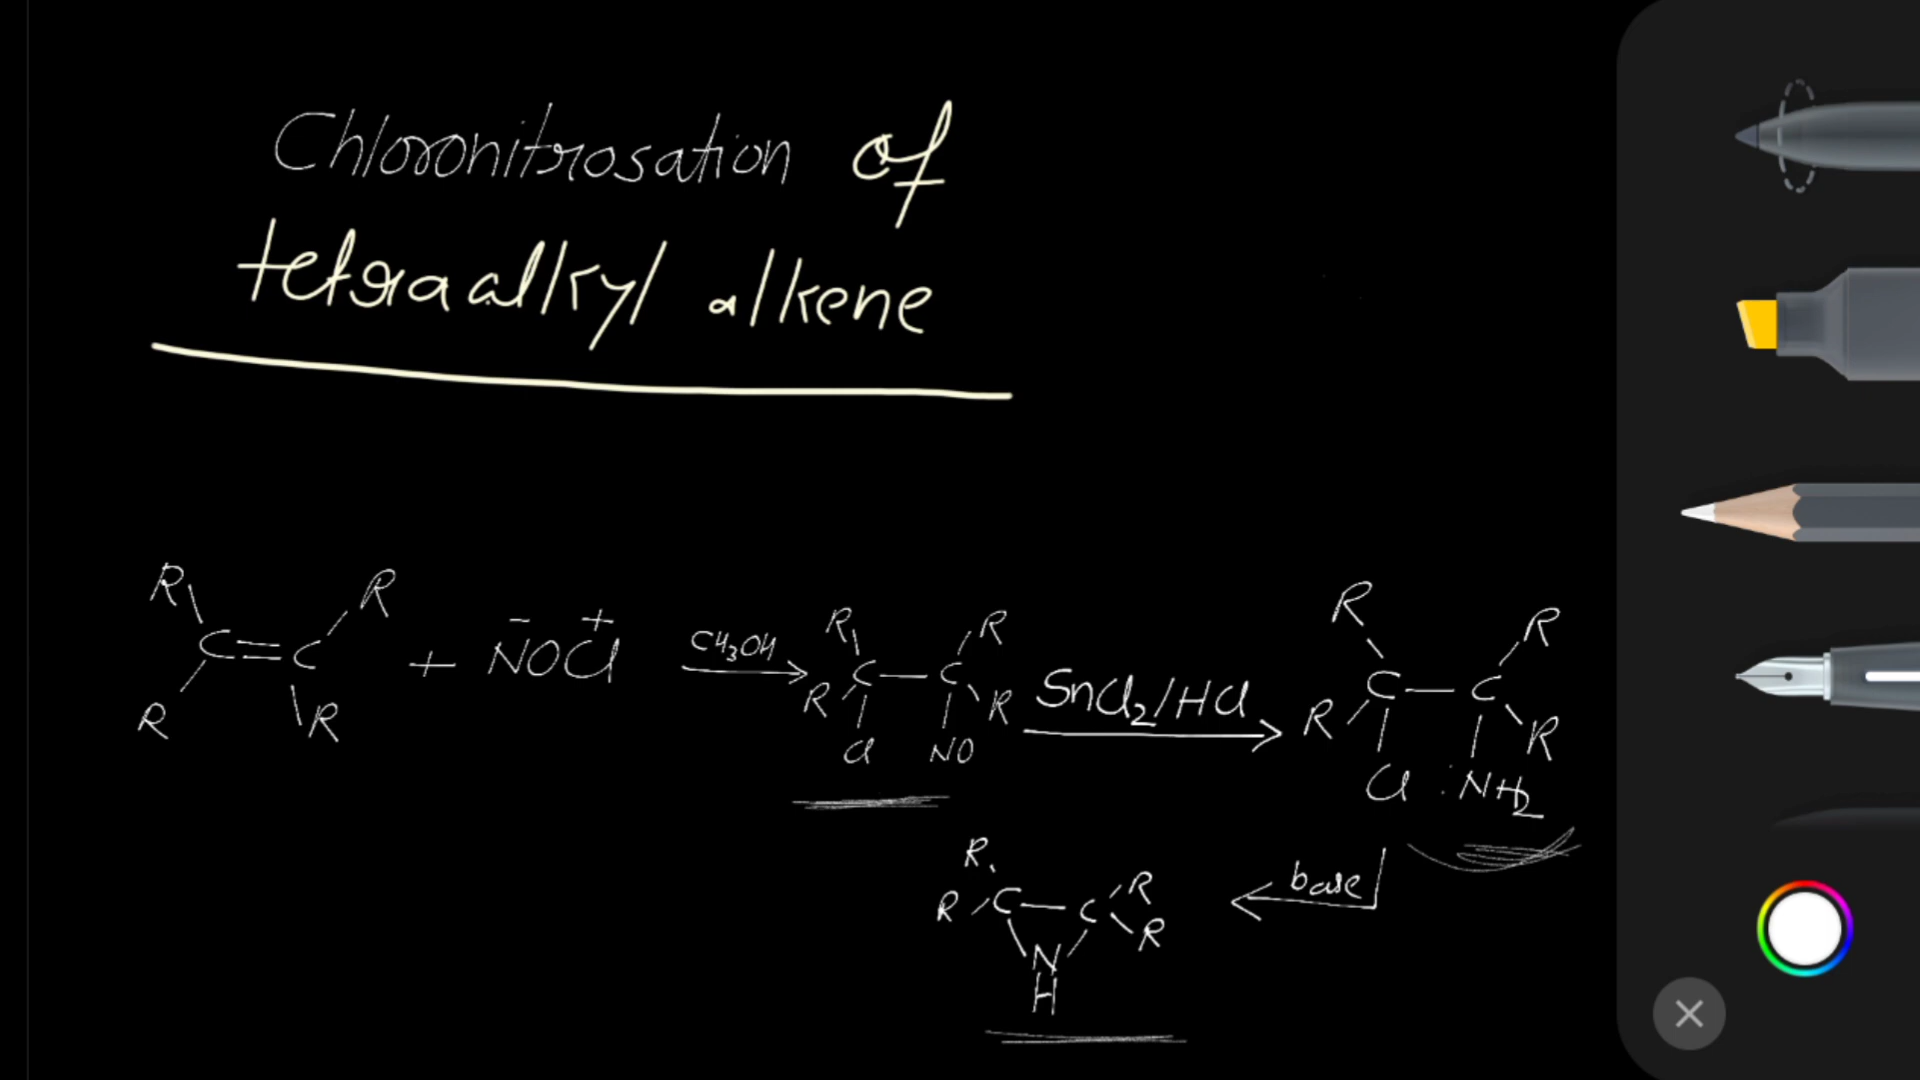 Chloronitrosation of
tetraalkyl alkene
R R
C=C
R R
+ NOCl
- +
CH3OH
R R
C—C
R R
Cl NO
SnCl2/HCl
R R
C—C
R R
Cl :NH2
base
R R
R C—C R
N
H